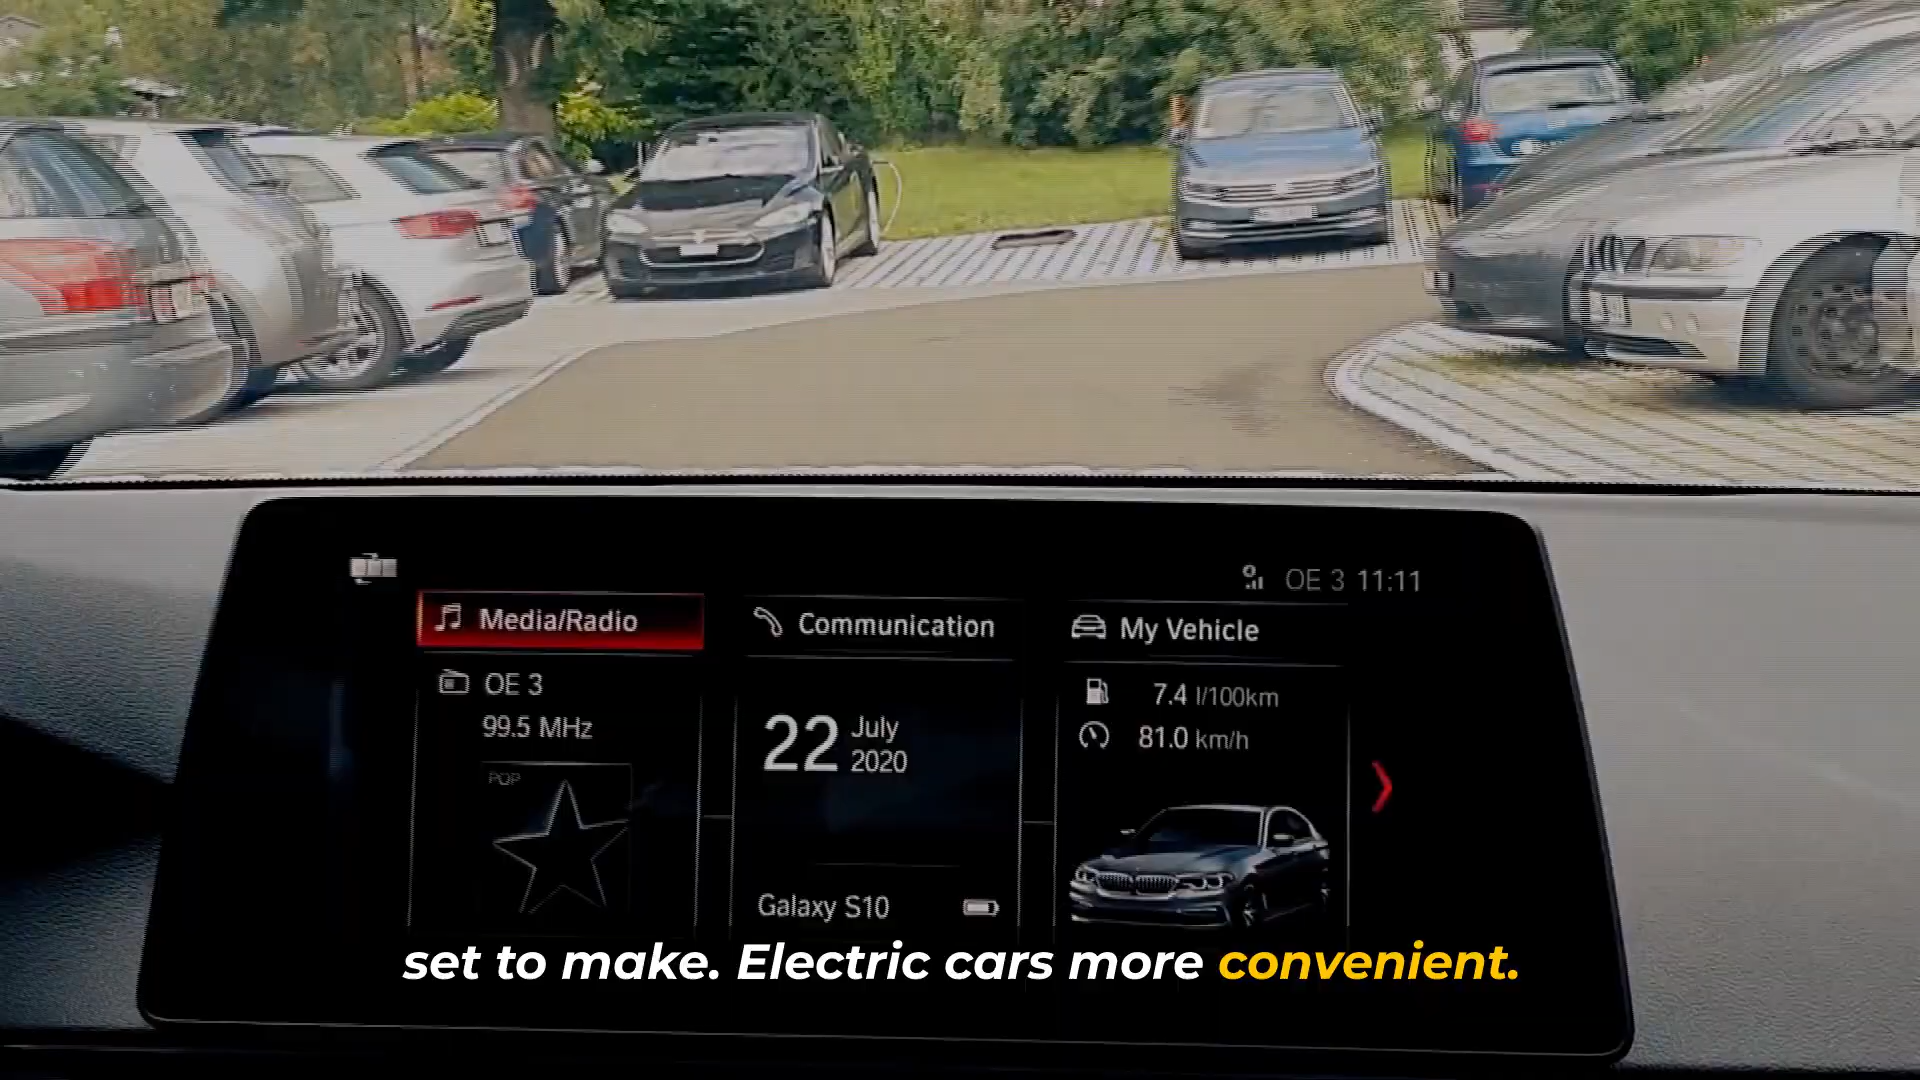 OE 3 11:11
Media/Radio
Communication
My Vehicle
OE 3
99.5 MHz
POP
22 July 2020
Galaxy S10
7.4 l/100km
81.0 km/h
set to make. Electric cars more convenient.